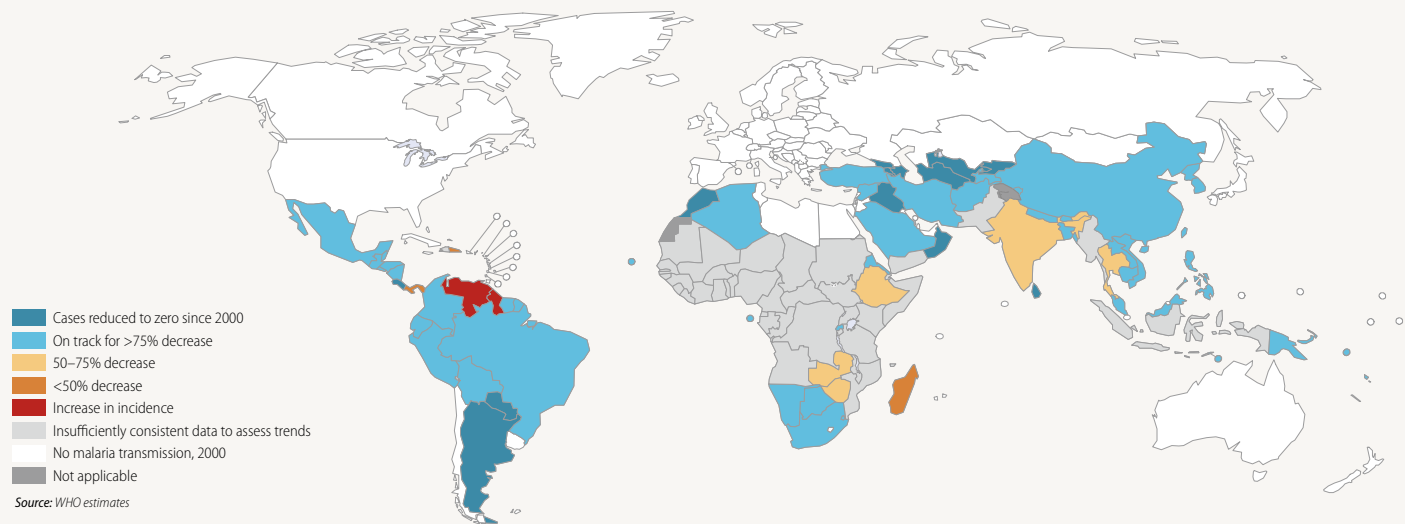 Cases reduced to zero since 2000
On track for >75% decrease
50–75% decrease
<50% decrease
Increase in incidence
Insufficiently consistent data to assess trends
No malaria transmission, 2000
Not applicable
Source: WHO estimates